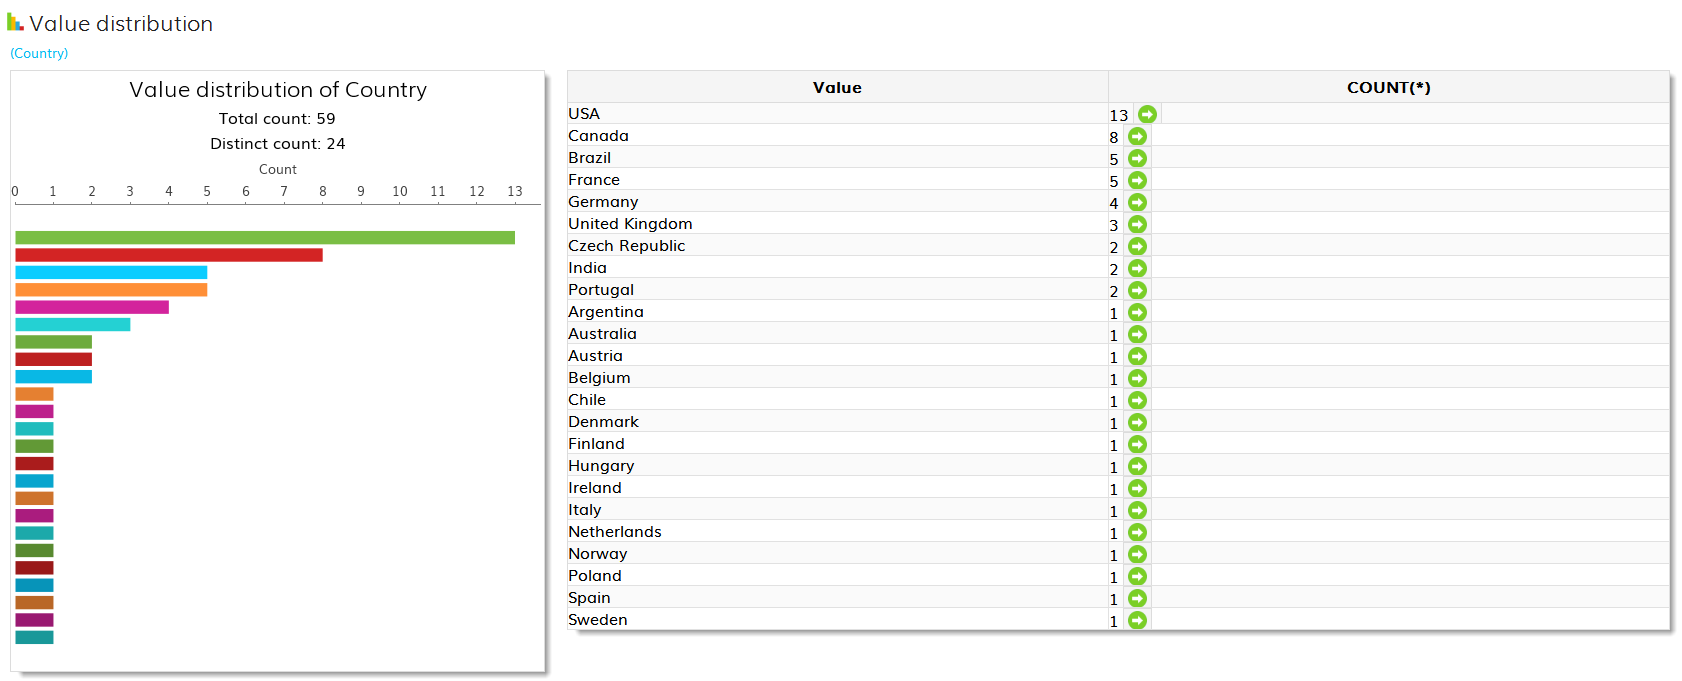 Value distribution
(Country)
Value distribution of Country
Total count: 59
Distinct count: 24
Count
0 1 2 3 4 5 6 7 8 9 10 11 12 13
Value COUNT(*)
USA 13
Canada 8
Brazil 5
France 5
Germany 4
United Kingdom 3
Czech Republic 2
India 2
Portugal 2
Argentina 1
Australia 1
Austria 1
Belgium 1
Chile 1
Denmark 1
Finland 1
Hungary 1
Ireland 1
Italy 1
Netherlands 1
Norway 1
Poland 1
Spain 1
Sweden 1